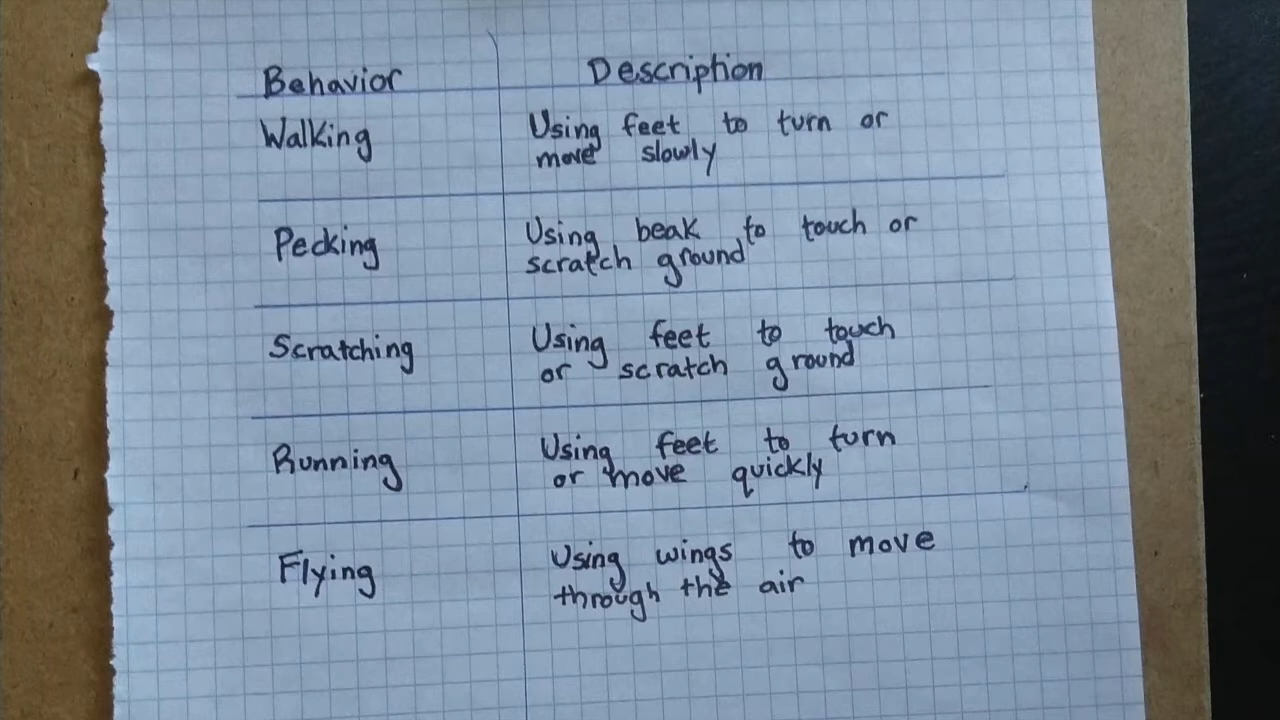 Behavior Description
Walking Using feet to turn or
move slowly
Pecking Using beak to touch or
scratch ground
Scratching Using feet to touch
or scratch ground
Running Using feet to turn
or move quickly
Flying Using wings to move
through the air